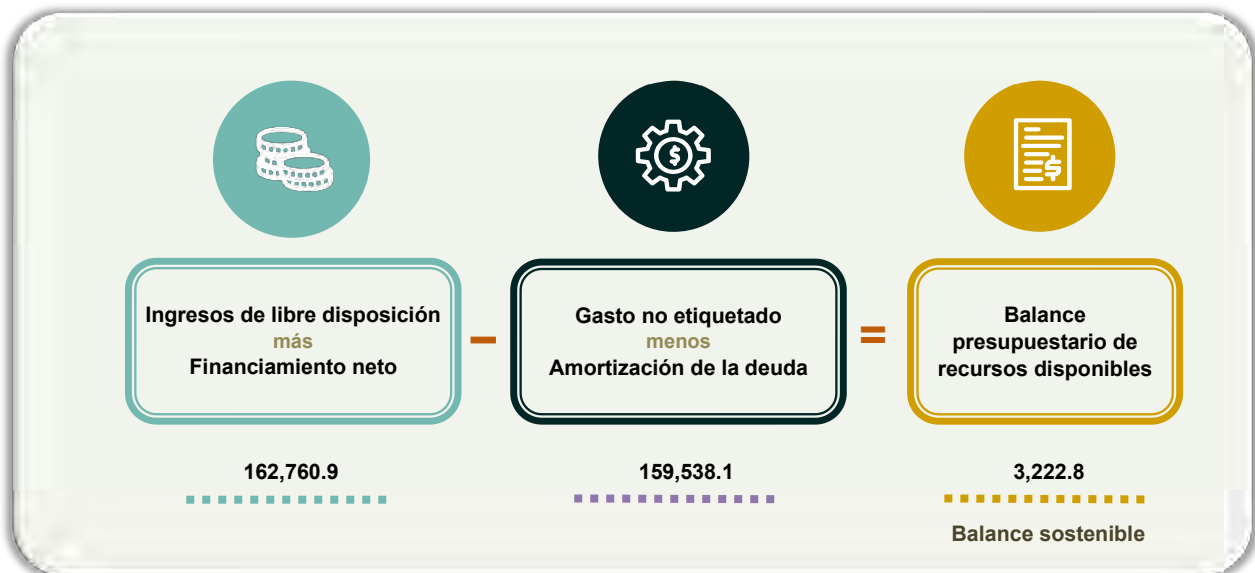 Ingresos de libre disposición
más
Financiamiento neto
−
Gasto no etiquetado
menos
Amortización de la deuda
=
Balance
presupuestario de
recursos disponibles
162,760.9
159,538.1
3,222.8
Balance sostenible